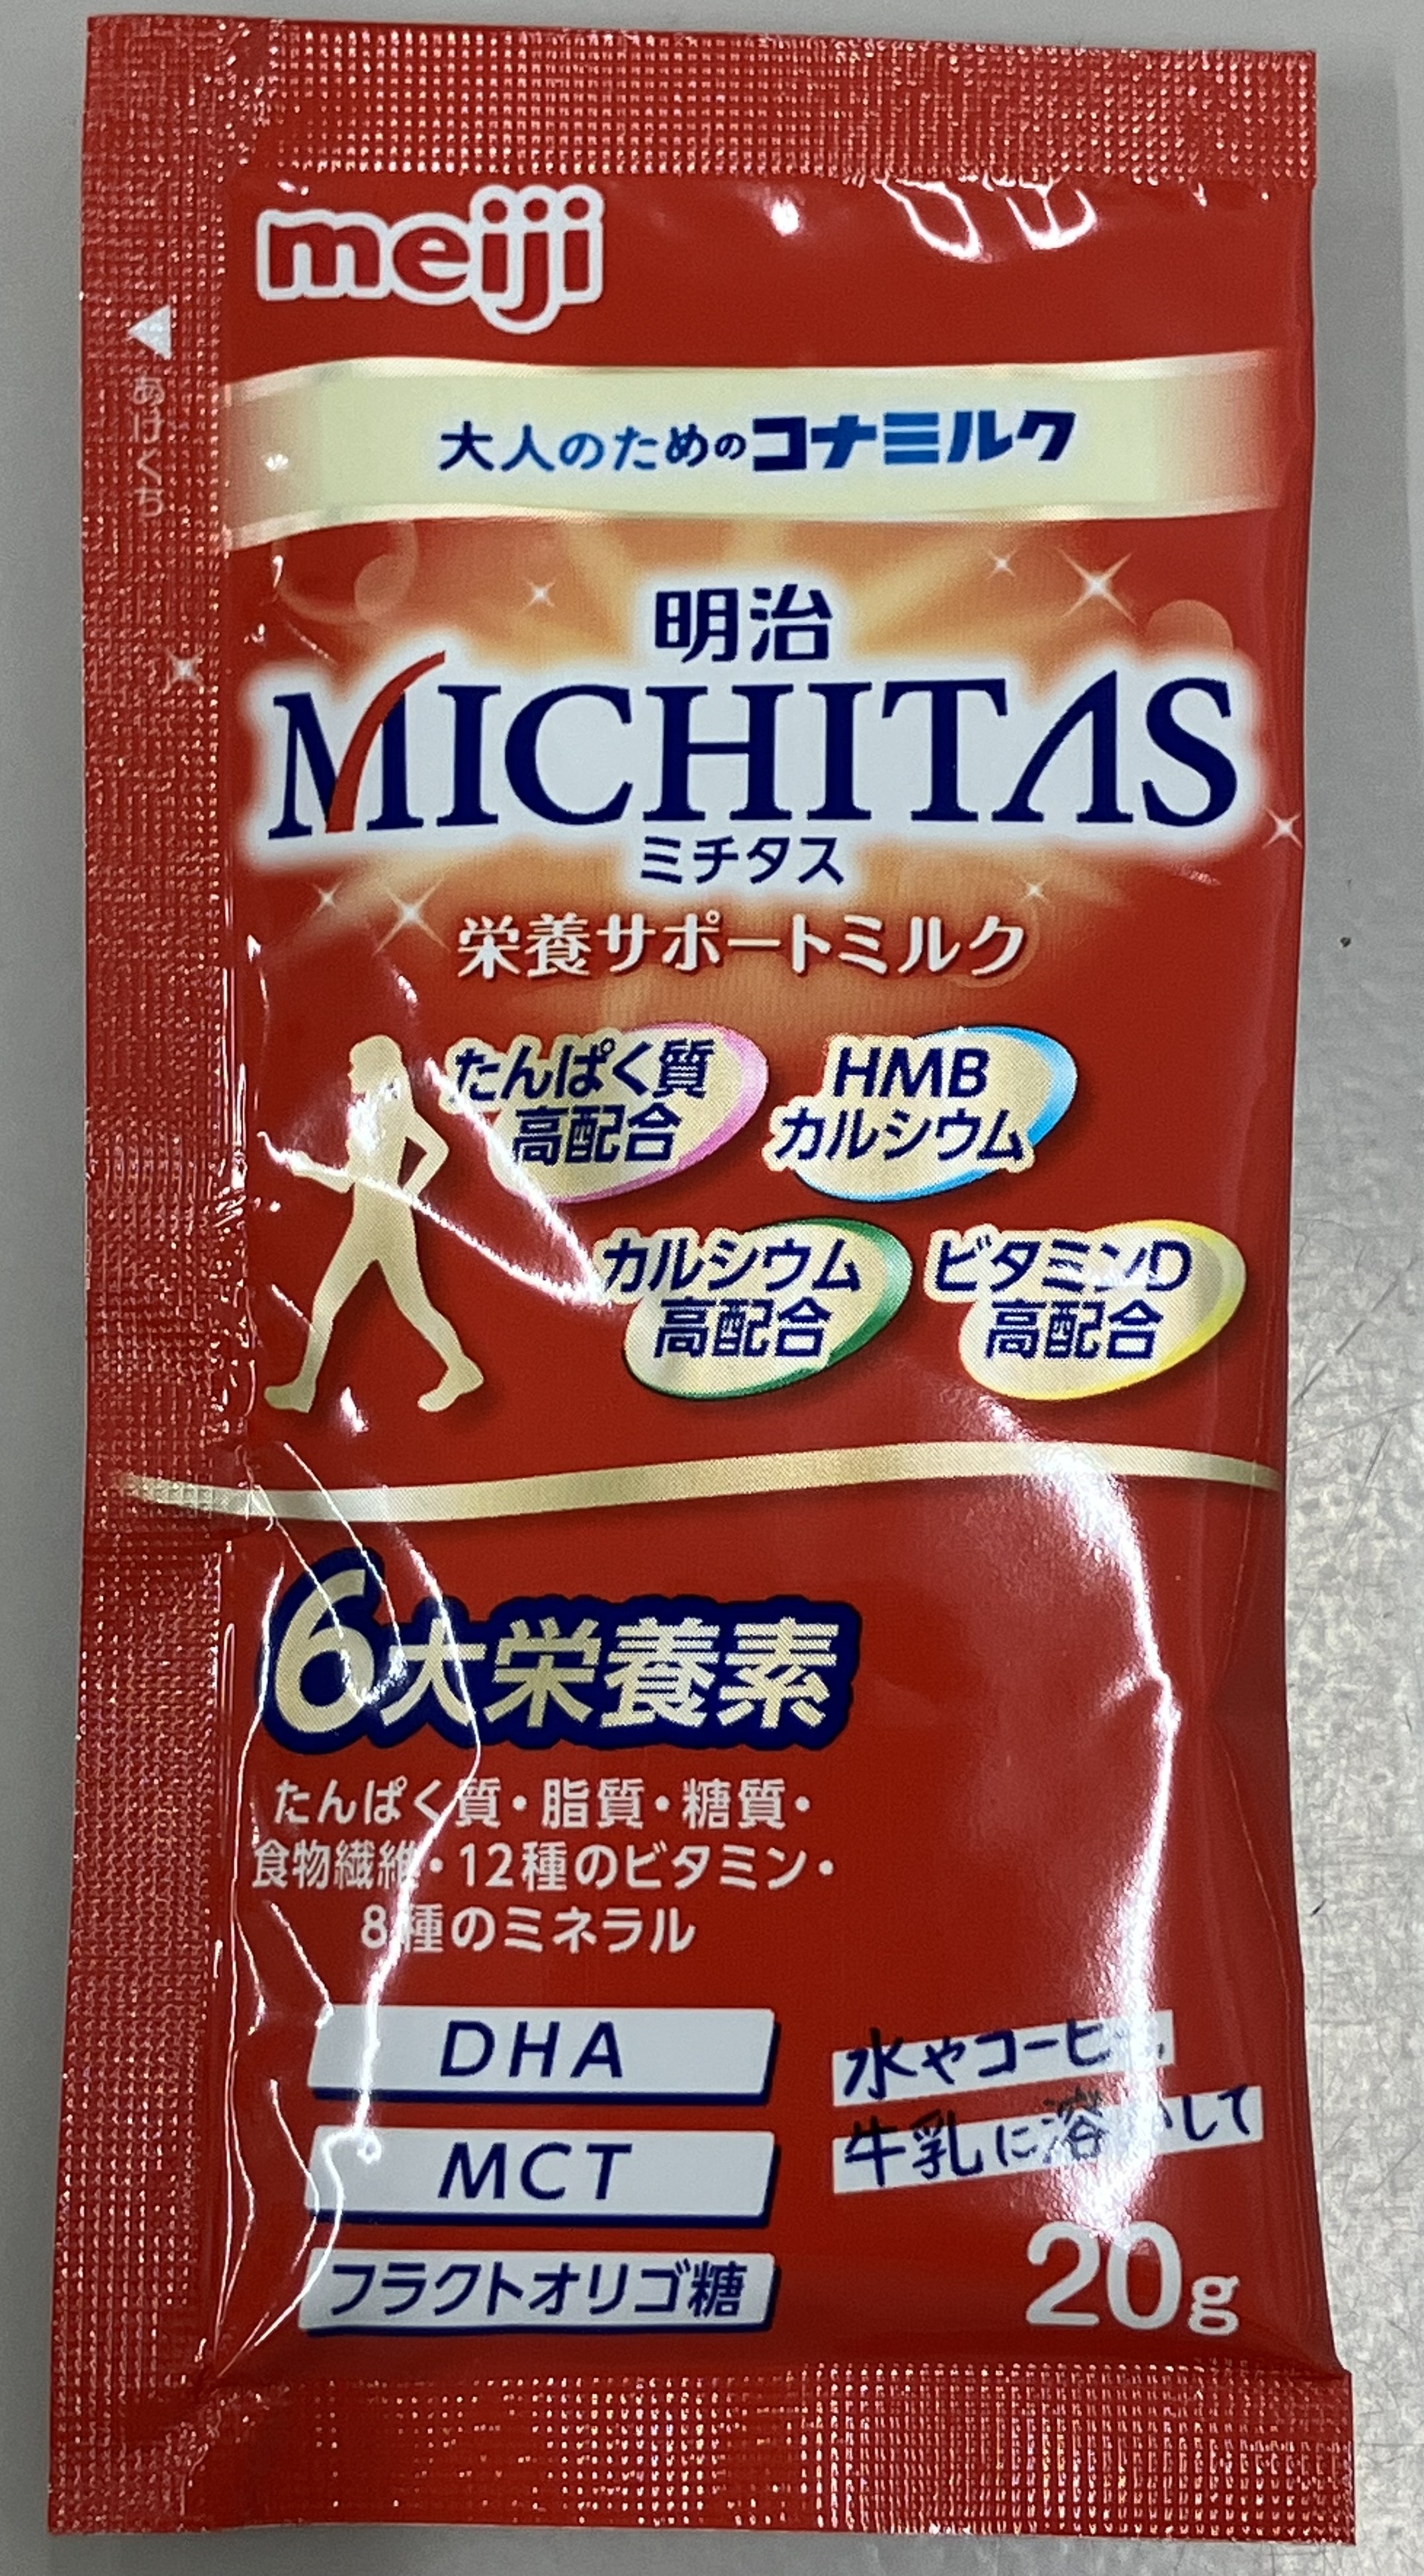 meiji
あけくち
大人のためのコナミルク
明治
MICHITAS
ミチタス
栄養サポートミルク
たんぱく質
高配合
HMB
カルシウム
カルシウム
高配合
ビタミンD
高配合
6大栄養素
たんぱく質・脂質・糖質・
食物繊維・12種のビタミン・
8種のミネラル
DHA
MCT
フラクトオリゴ糖
水やコーヒー、
牛乳に溶かして
20g